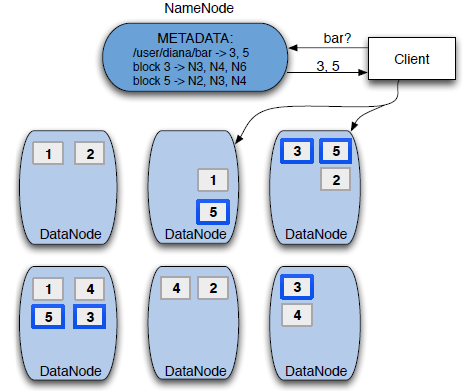 NameNode
METADATA:
/user/diana/bar -> 3, 5
block 3 -> N3, N4, N6
block 5 -> N2, N3, N4
bar?
3, 5
Client
1 2
DataNode
1
5
DataNode
3 5
2
DataNode
1 4
5 3
DataNode
4 2
DataNode
3
4
DataNode